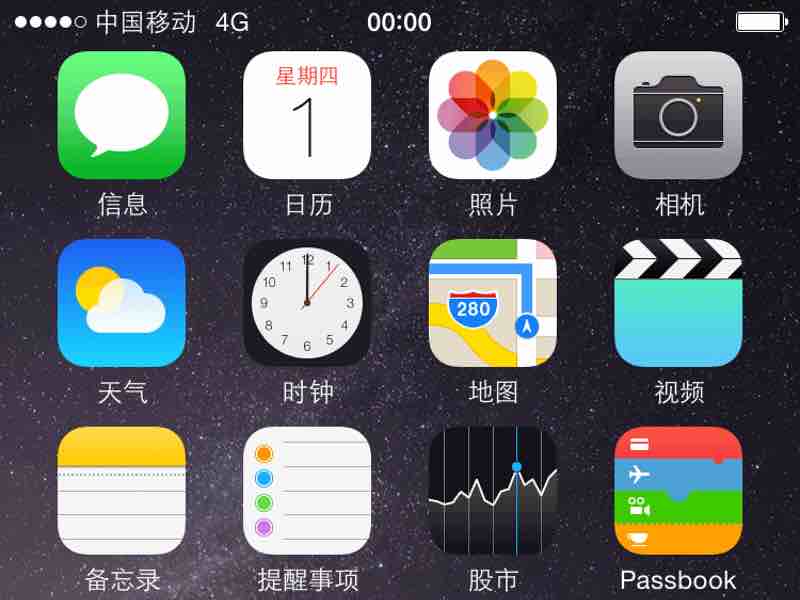 中国移动 4G 00:00
星期四
1
信息 日历 照片 相机
12
11 1
10 2
9 3
8 4
7 5
6
280
天气 时钟 地图 视频
备忘录 提醒事项 股市 Passbook